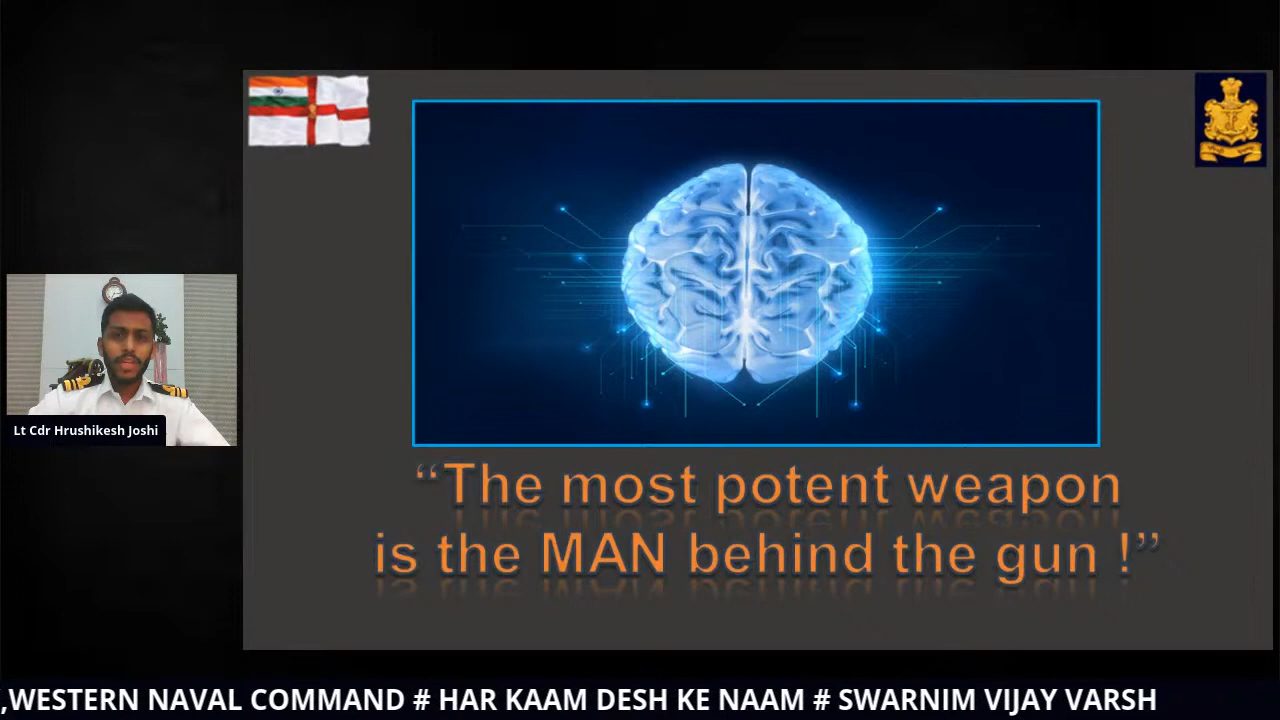 Lt Cdr Hrushikesh Joshi
“The most potent weapon
is the MAN behind the gun !”
,WESTERN NAVAL COMMAND # HAR KAAM DESH KE NAAM # SWARNIM VIJAY VARSH